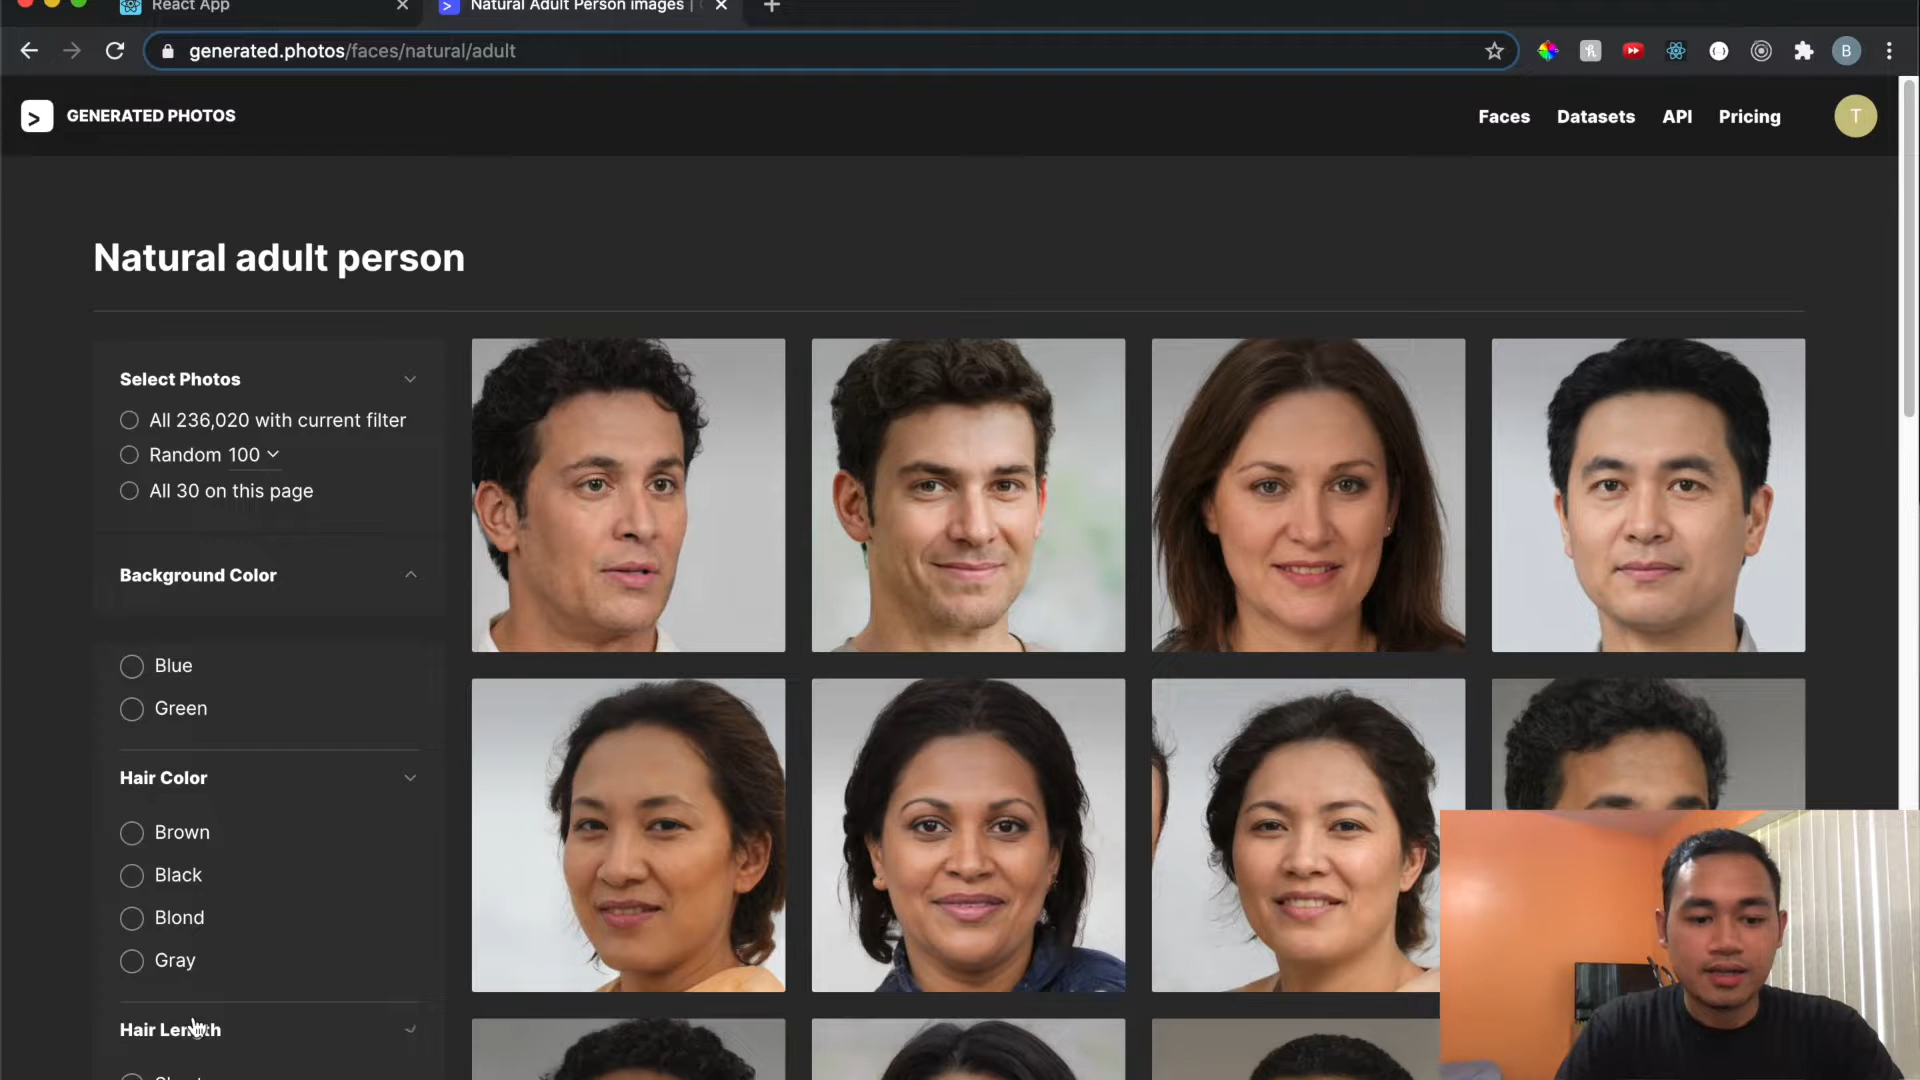 React App
Natural Adult Person images |
generated.photos/faces/natural/adult
B
GENERATED PHOTOS
Faces
Datasets
API
Pricing
T
Natural adult person
Select Photos
All 236,020 with current filter
Random 100
All 30 on this page
Background Color
Blue
Green
Hair Color
Brown
Black
Blond
Gray
Hair Length